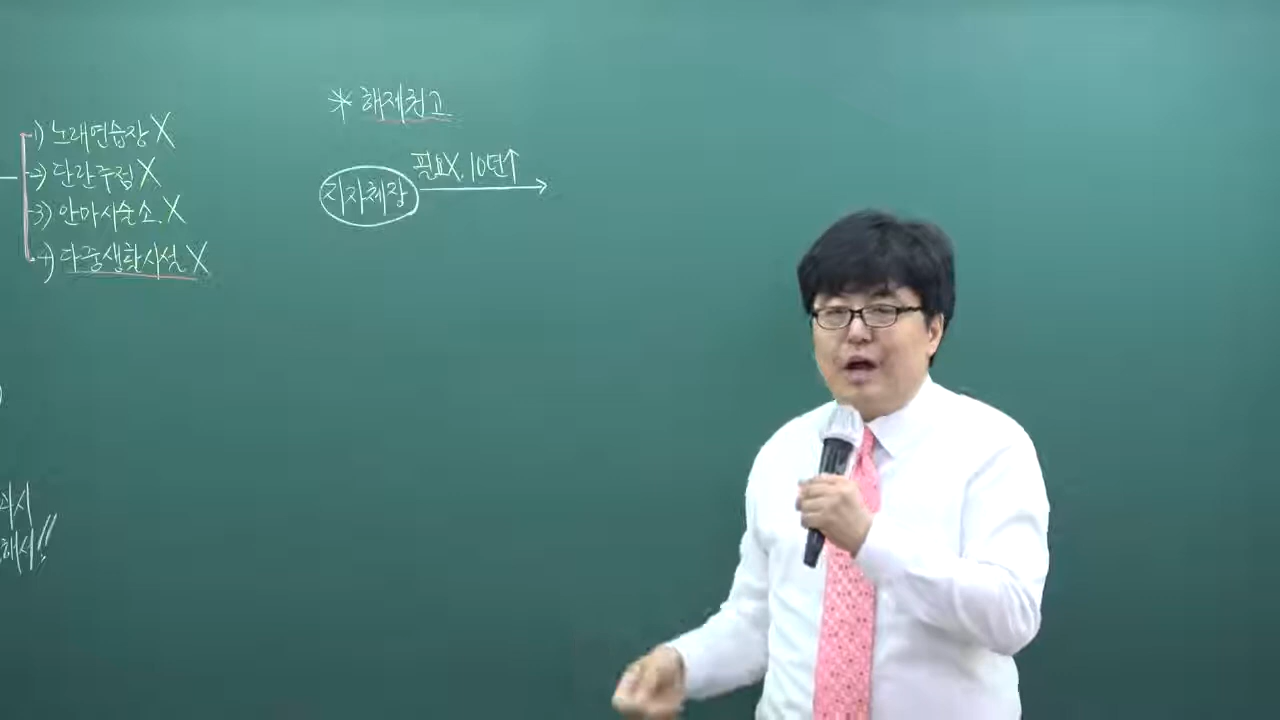 1) 노래연습장 X
2) 단란주점 X
3) 안마시술소 X
4) 다중생활시설 X
* 해제권고
지자체장
필요X. 10년↑